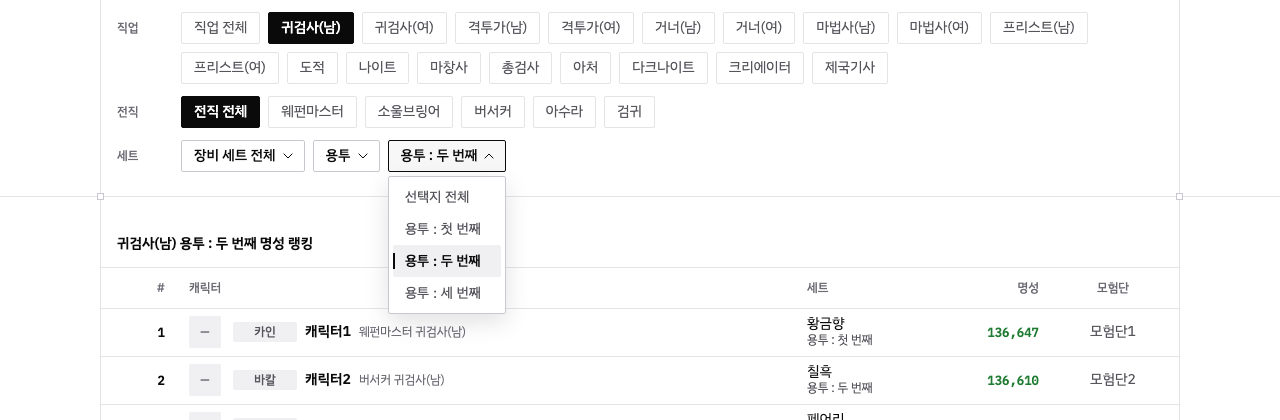 직업 직업 전체 귀검사(남) 귀검사(여) 격투가(남) 격투가(여) 거너(남) 거너(여) 마법사(남) 마법사(여) 프리스트(남)
프리스트(여) 도적 나이트 마창사 총검사 아처 다크나이트 크리에이터 제국기사
전직 전직 전체 웨펀마스터 소울브링어 버서커 아수라 검귀
세트 장비 세트 전체 용투 용투 : 두 번째
선택지 전체
용투 : 첫 번째
용투 : 두 번째
용투 : 세 번째
귀검사(남) 용투 : 두 번째 명성 랭킹
# 캐릭터 세트 명성 모험단
1 — 카인 캐릭터1 웨펀마스터 귀검사(남) 황금향 136,647 모험단1
용투 : 첫 번째
2 — 바칼 캐릭터2 버서커 귀검사(남) 칠흑 136,610 모험단2
용투 : 두 번째
페어리